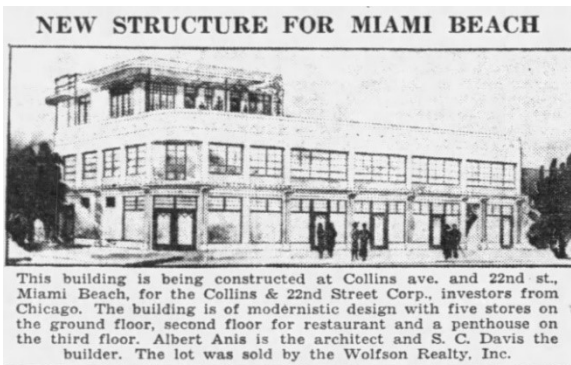 NEW STRUCTURE FOR MIAMI BEACH
This building is being constructed at Collins ave. and 22nd st.,
Miami Beach, for the Collins & 22nd Street Corp., investors from
Chicago. The building is of modernistic design with five stores on
the ground floor, second floor for restaurant and a penthouse on
the third floor. Albert Anis is the architect and S. C. Davis the
builder. The lot was sold by the Wolfson Realty, Inc.